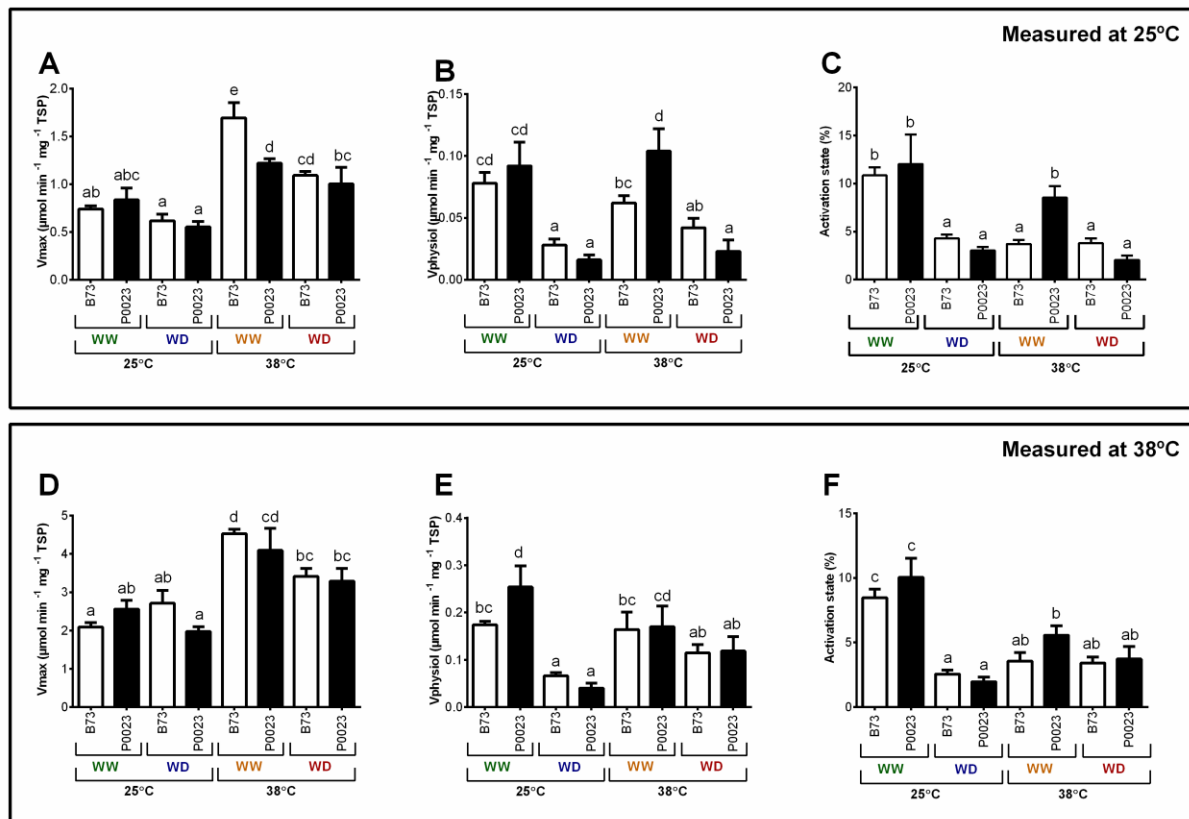 Measured at 25ºC
A
Vmax (µmol min -1 mg -1 TSP)
2.0
1.5
1.0
0.5
0.0
ab
abc
a
a
e
d
cd
bc
B73
P0023
B73
P0023
B73
P0023
B73
P0023
WW
WD
WW
WD
25°C
38°C
B
Vphysiol (µmol min -1 mg -1 TSP)
0.15
0.10
0.05
0.00
cd
cd
a
a
bc
d
ab
a
B73
P0023
B73
P0023
B73
P0023
B73
P0023
WW
WD
WW
WD
25°C
38°C
C
Activation state (%)
20
15
10
5
0
b
b
a
a
a
b
a
a
B73
P0023
B73
P0023
B73
P0023
B73
P0023
WW
WD
WW
WD
25°C
38°C
Measured at 38ºC
D
Vmax (µmol min -1 mg -1 TSP)
5
4
3
2
1
0
a
ab
ab
a
d
cd
bc
bc
B73
P0023
B73
P0023
B73
P0023
B73
P0023
WW
WD
WW
WD
25°C
38°C
E
Vphysiol (µmol min -1 mg -1 TSP)
0.4
0.3
0.2
0.1
0.0
bc
d
a
a
bc
cd
ab
ab
B73
P0023
B73
P0023
B73
P0023
B73
P0023
WW
WD
WW
WD
25°C
38°C
F
Activation state (%)
15
10
5
0
c
c
a
a
ab
b
ab
ab
B73
P0023
B73
P0023
B73
P0023
B73
P0023
WW
WD
WW
WD
25°C
38°C